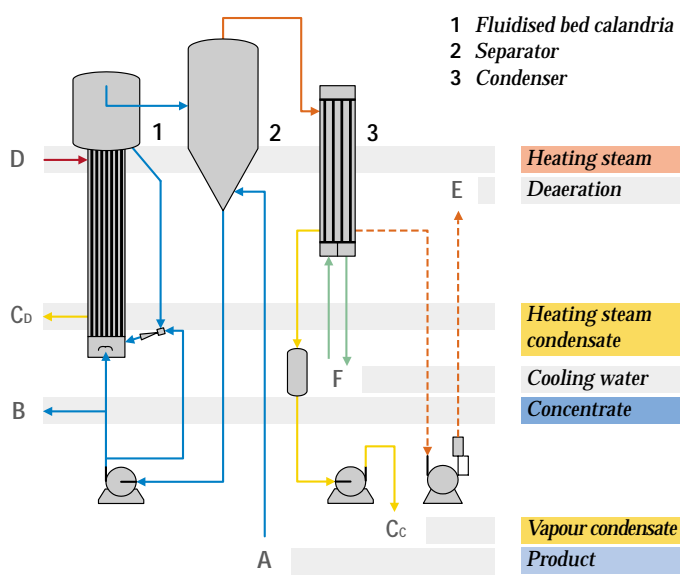 1 Fluidised bed calandria
2 Separator
3 Condenser
1
2
3
D
Heating steam
E
Deaeration
CD
Heating steam
condensate
F
Cooling water
B
Concentrate
Cc
Vapour condensate
A
Product